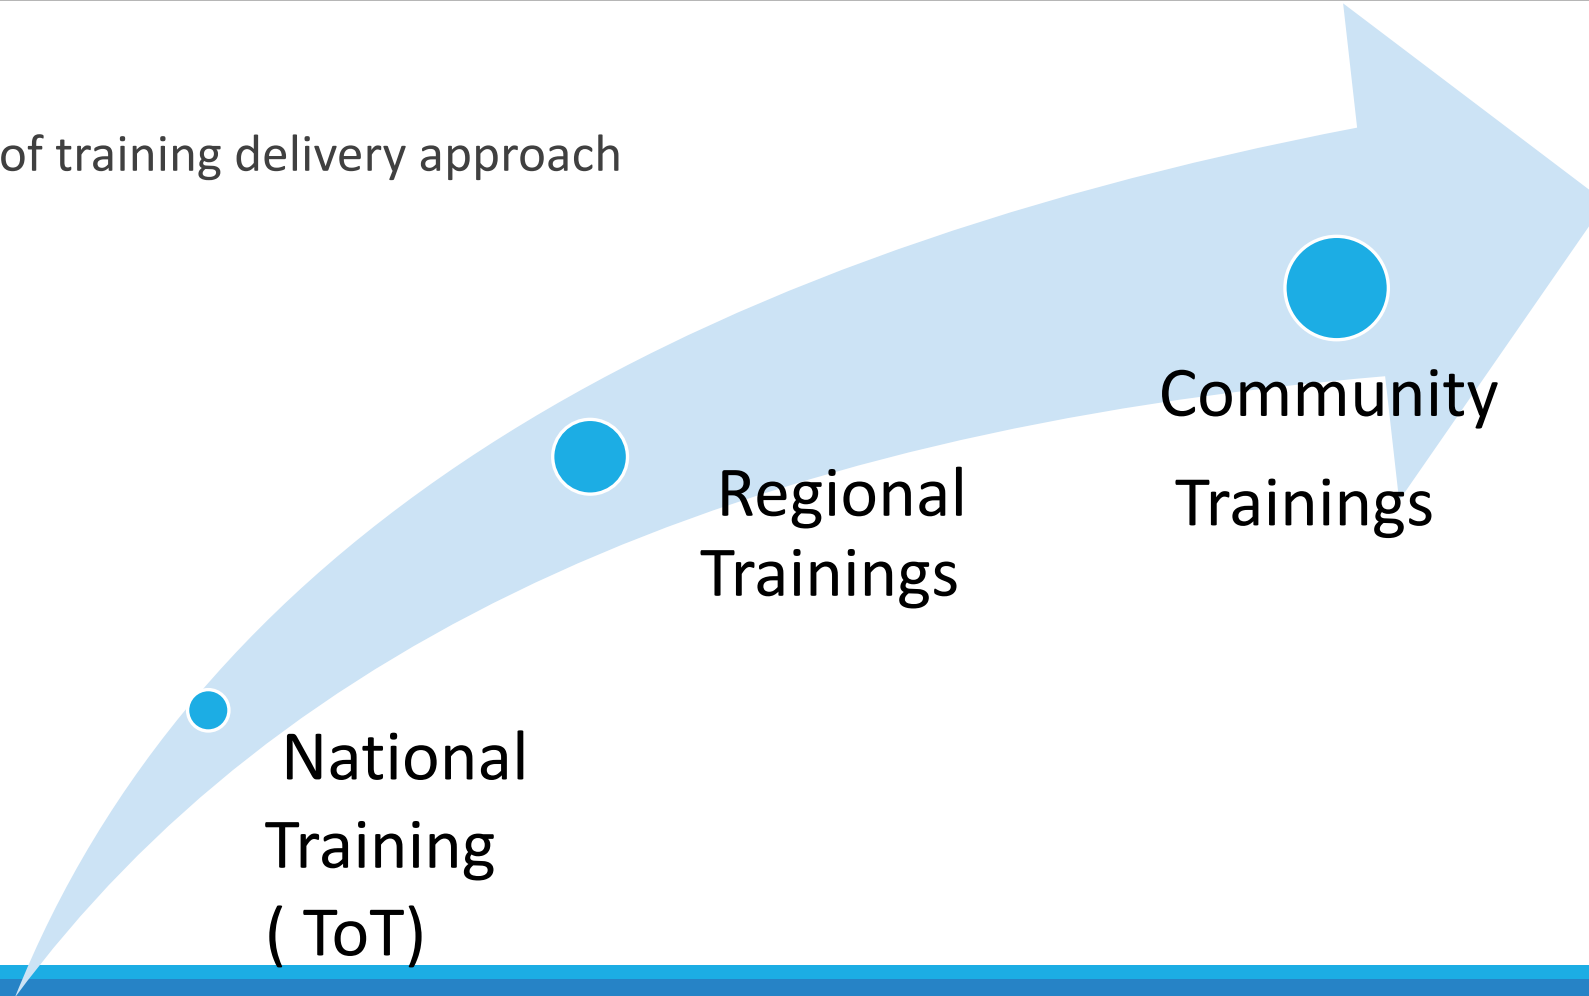 of training delivery approach
Community
Trainings
Regional
Trainings
National
Training
( ToT)